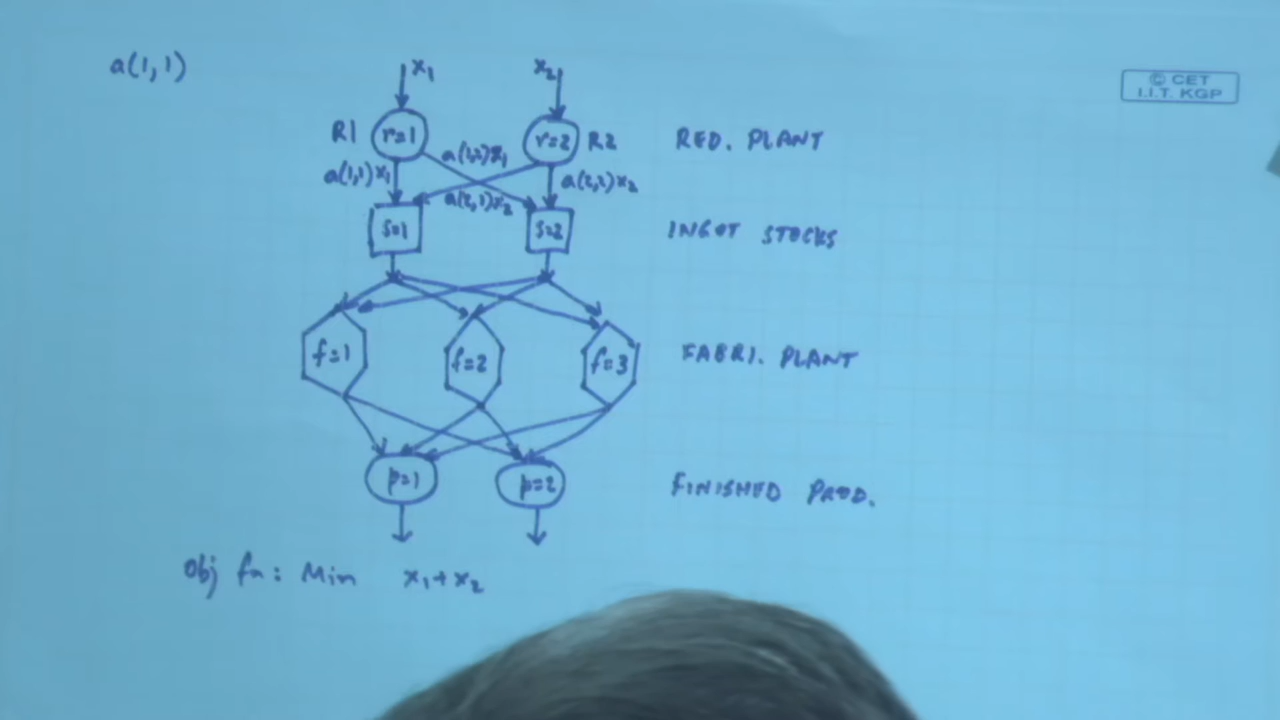 a(1,1)
x₁ x₂
© CET
I.I.T. KGP
R1 r=1 r=2 R2 RED. PLANT
a(1,2)x₁
a(1,1)x₁ a(2,2)x₂
a(2,1)x₂
s=1 s=2 INGOT STOCKS
f=1 f=2 f=3 FABRI. PLANT
p=1 p=2 FINISHED PROD.
Obj fn: Min x₁+x₂